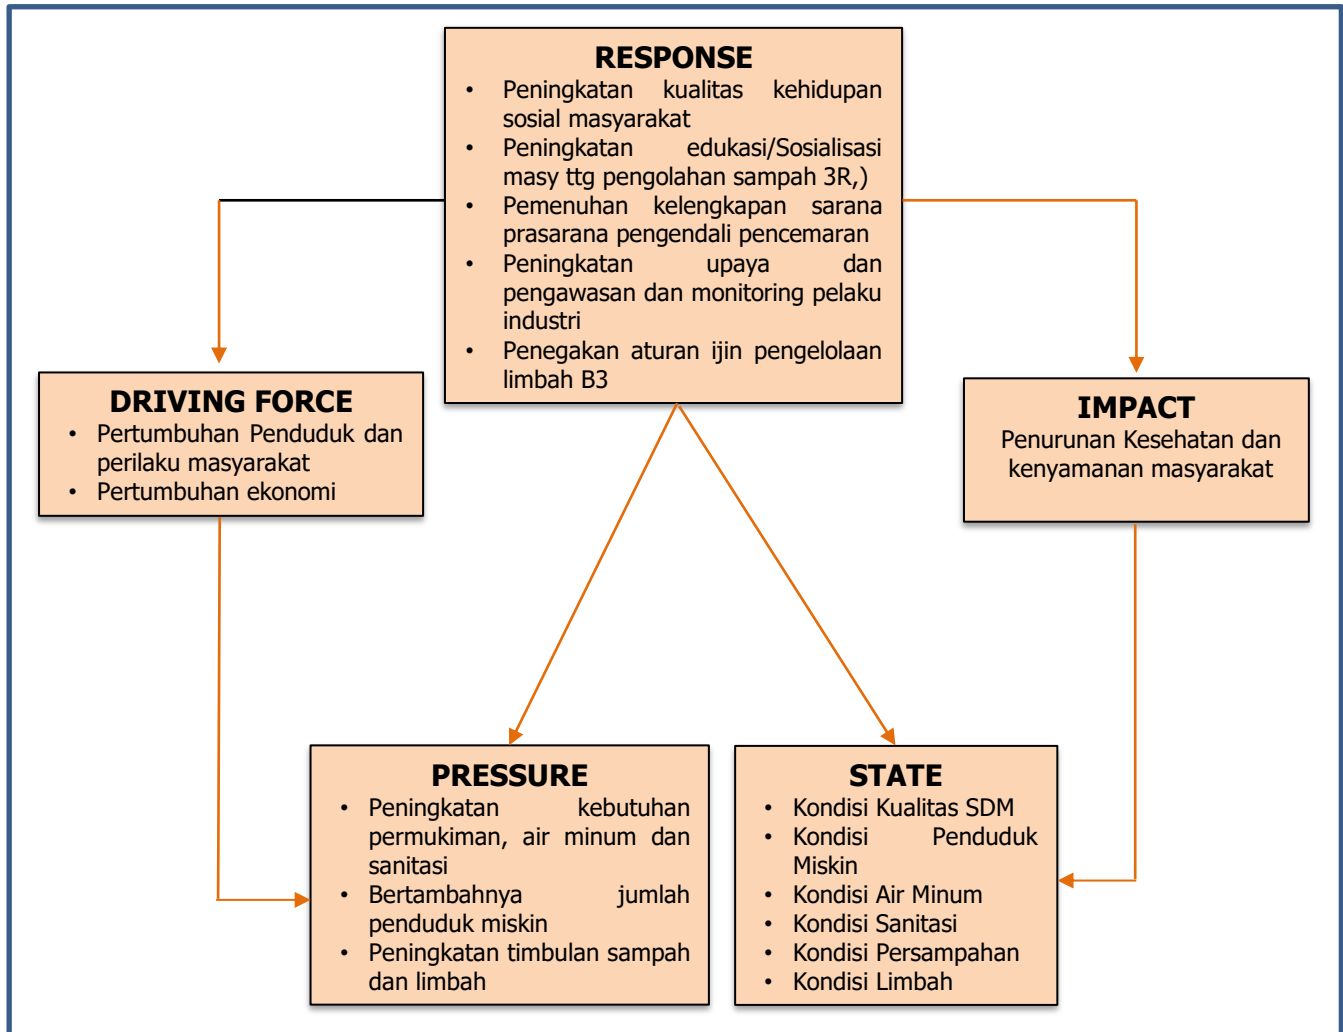 RESPONSE
• Peningkatan kualitas kehidupan
sosial masyarakat
• Peningkatan edukasi/Sosialisasi
masy ttg pengolahan sampah 3R,)
• Pemenuhan kelengkapan sarana
prasarana pengendali pencemaran
• Peningkatan upaya dan
pengawasan dan monitoring pelaku
industri
• Penegakan aturan ijin pengelolaan
limbah B3
DRIVING FORCE
• Pertumbuhan Penduduk dan
perilaku masyarakat
• Pertumbuhan ekonomi
IMPACT
Penurunan Kesehatan dan
kenyamanan masyarakat
PRESSURE
• Peningkatan kebutuhan
permukiman, air minum dan
sanitasi
• Bertambahnya jumlah
penduduk miskin
• Peningkatan timbulan sampah
dan limbah
STATE
• Kondisi Kualitas SDM
• Kondisi Penduduk
Miskin
• Kondisi Air Minum
• Kondisi Sanitasi
• Kondisi Persampahan
• Kondisi Limbah